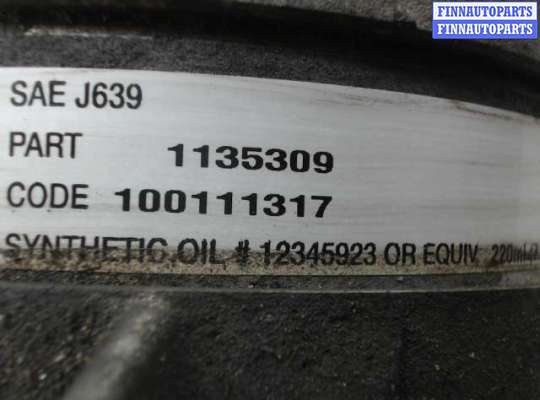 FINNAUTOPARTS
FINNAUTOPARTS
SAE J639
PART 1135309
CODE 100111317
SYNTHETIC OIL # 12345923 OR EQUIV